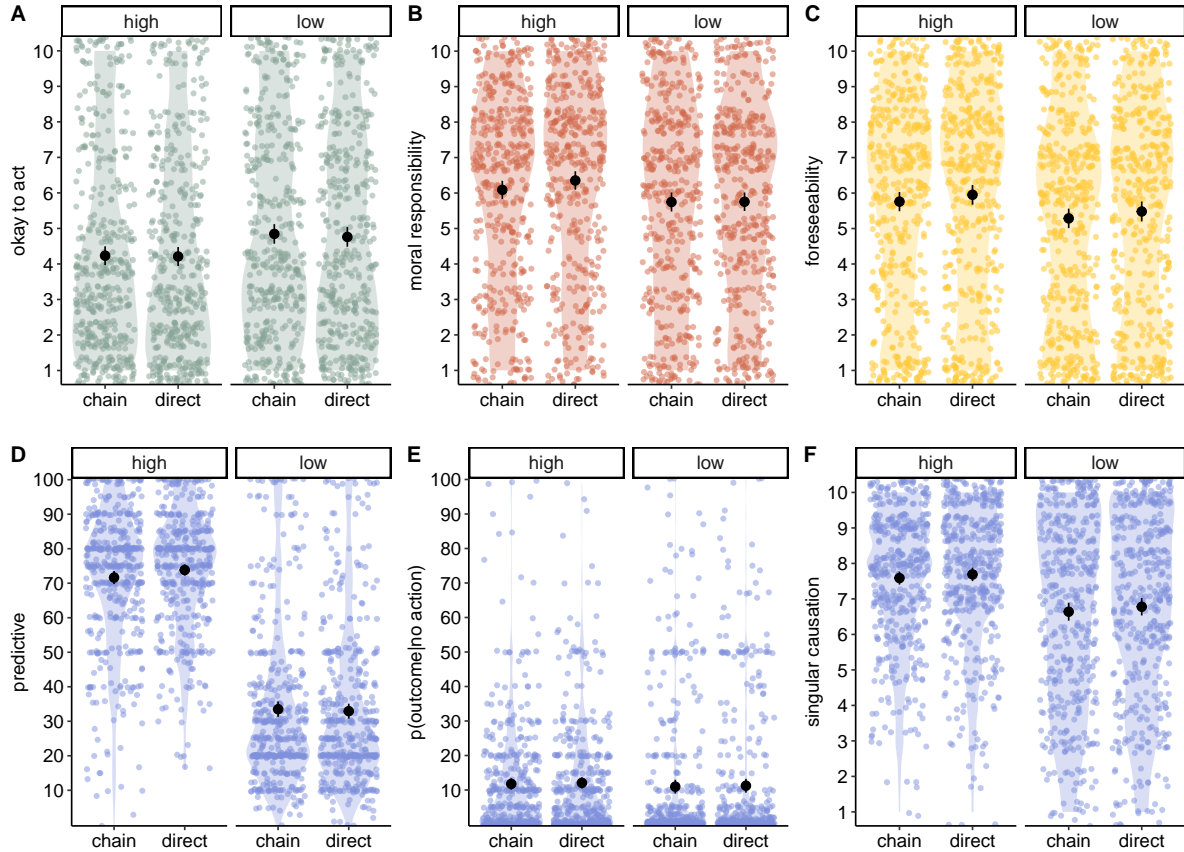 A
high
low
okay to act
10
9
8
7
6
5
4
3
2
1
chain
direct
chain
direct
B
high
low
moral responsibility
10
9
8
7
6
5
4
3
2
1
chain
direct
chain
direct
C
high
low
foreseeability
10
9
8
7
6
5
4
3
2
1
chain
direct
chain
direct
D
high
low
predictive
100
90
80
70
60
50
40
30
20
10
chain
direct
chain
direct
E
high
low
p(outcome|no action)
100
90
80
70
60
50
40
30
20
10
chain
direct
chain
direct
F
high
low
singular causation
10
9
8
7
6
5
4
3
2
1
chain
direct
chain
direct